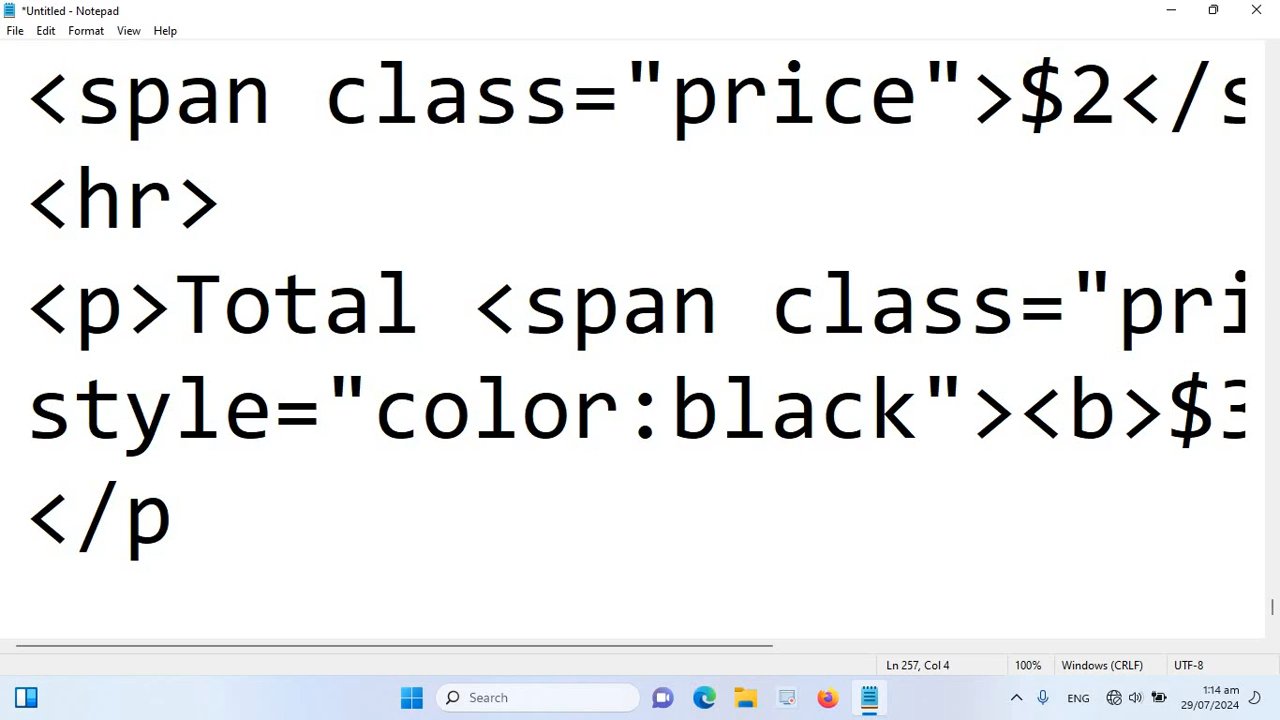 *Untitled - Notepad
File Edit Format View Help
<span class="price">$2</s
<hr>
<p>Total <span class="pri
style="color:black"><b>$3
</p
Ln 257, Col 4 100% Windows (CRLF) UTF-8
Search ENG 1:14 am
29/07/2024